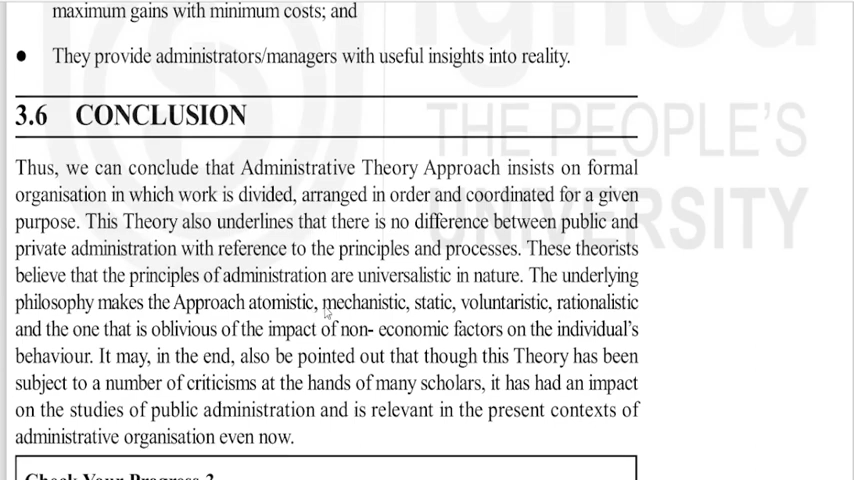 maximum gains with minimum costs; and
● They provide administrators/managers with useful insights into reality.
3.6 CONCLUSION
THE PEOPLE'S
UNIVERSITY
Thus, we can conclude that Administrative Theory Approach insists on formal
organisation in which work is divided, arranged in order and coordinated for a given
purpose. This Theory also underlines that there is no difference between public and
private administration with reference to the principles and processes. These theorists
believe that the principles of administration are universalistic in nature. The underlying
philosophy makes the Approach atomistic, mechanistic, static, voluntaristic, rationalistic
and the one that is oblivious of the impact of non- economic factors on the individual's
behaviour. It may, in the end, also be pointed out that though this Theory has been
subject to a number of criticisms at the hands of many scholars, it has had an impact
on the studies of public administration and is relevant in the present contexts of
administrative organisation even now.
Check Your Progress 2